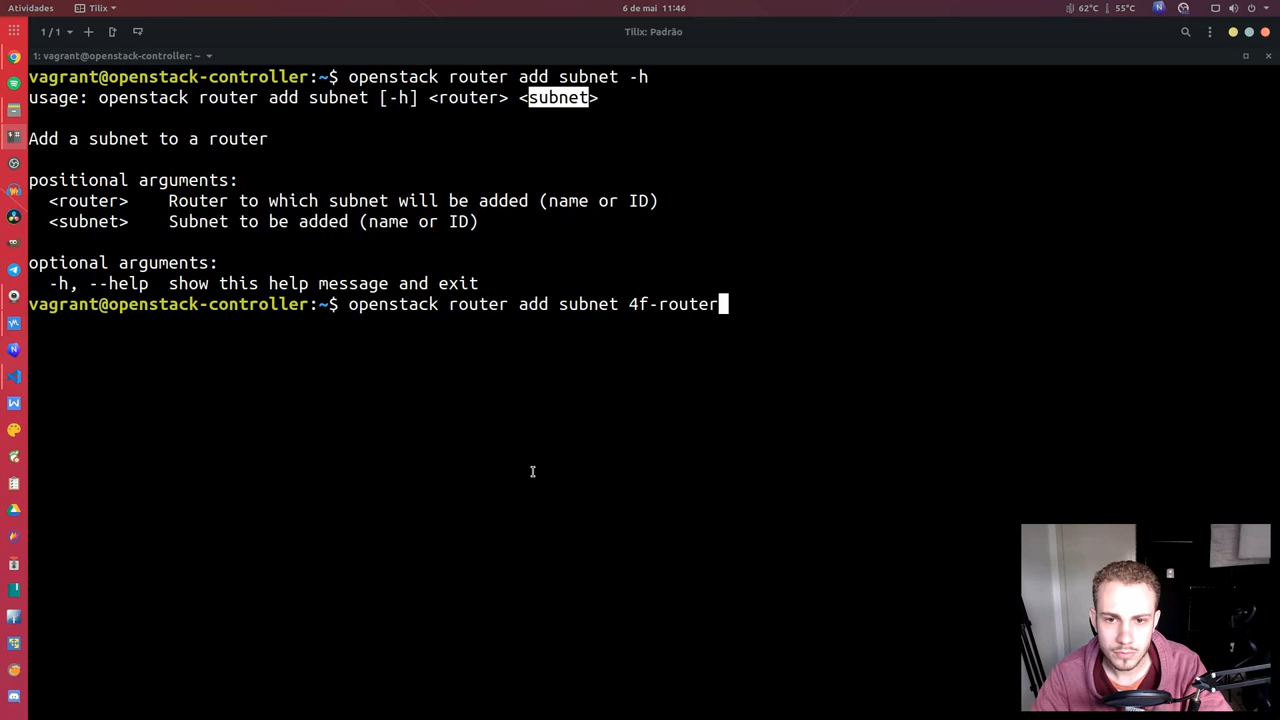 Atividades
Tilix
6 de mai 11:46
62°C
55°C
1 / 1
Tilix: Padrão
1: vagrant@openstack-controller: ~
vagrant@openstack-controller:~$ openstack router add subnet -h
usage: openstack router add subnet [-h] <router> <subnet>
Add a subnet to a router
positional arguments:
<router> Router to which subnet will be added (name or ID)
<subnet> Subnet to be added (name or ID)
optional arguments:
-h, --help show this help message and exit
vagrant@openstack-controller:~$ openstack router add subnet 4f-router